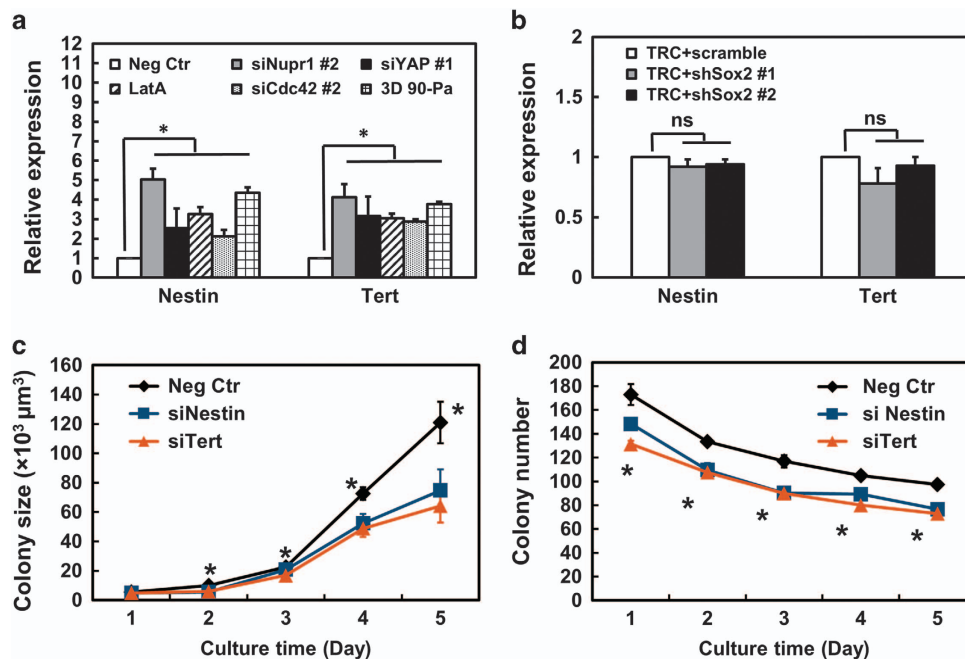 a
Relative expression
12
11
10
9
8
7
6
5
4
3
2
1
0
Neg Ctr
siNupr1 #2
siYAP #1
LatA
siCdc42 #2
3D 90-Pa
*
*
Nestin
Tert
b
Relative expression
2
1.5
1
0.5
0
TRC+scramble
TRC+shSox2 #1
TRC+shSox2 #2
ns
ns
Nestin
Tert
c
Colony size (×10³ µm³)
160
140
120
100
80
60
40
20
0
Neg Ctr
siNestin
siTert
*
*
*
*
1 2 3 4 5
Culture time (Day)
d
Colony number
200
180
160
140
120
100
80
60
40
20
0
Neg Ctr
si Nestin
siTert
*
*
*
*
*
1 2 3 4 5
Culture time (Day)